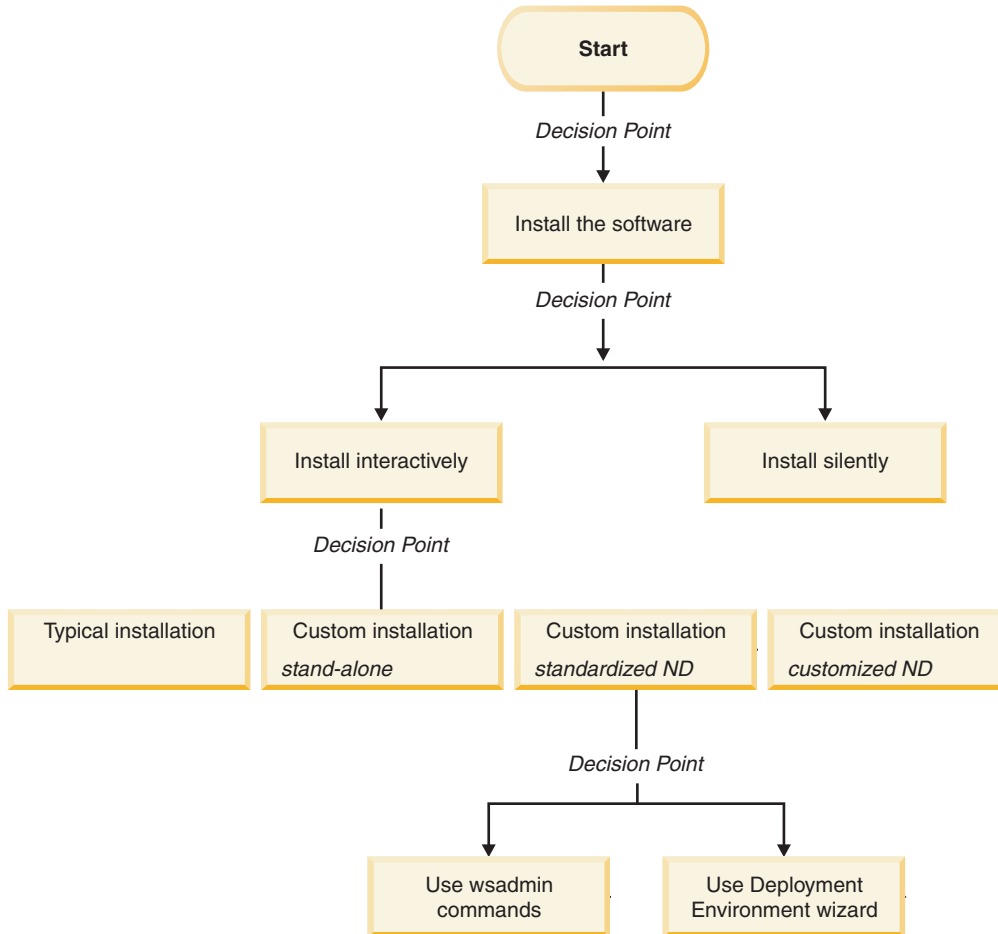 Start
Decision Point
Install the software
Decision Point
Install interactively
Install silently
Decision Point
Typical installation
Custom installation
stand-alone
Custom installation
standardized ND
Custom installation
customized ND
Decision Point
Use wsadmin
commands
Use Deployment
Environment wizard